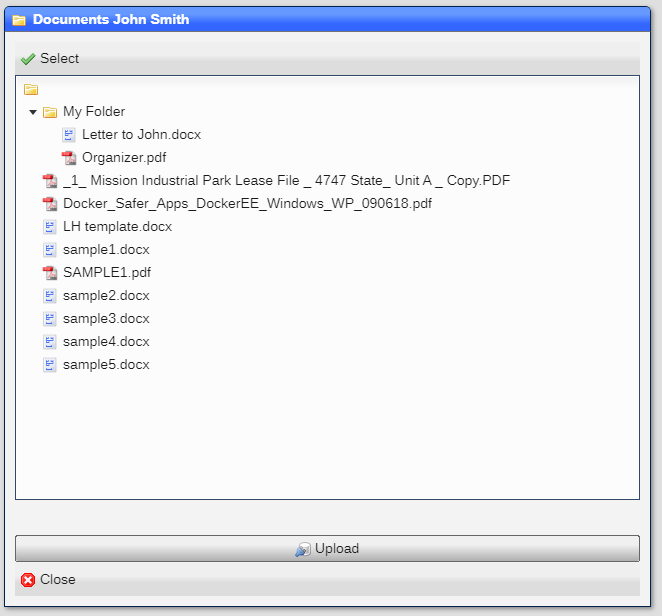 Documents John Smith
Select
My Folder
Letter to John.docx
Organizer.pdf
_1_ Mission Industrial Park Lease File _ 4747 State_ Unit A _ Copy.PDF
Docker_Safer_Apps_DockerEE_Windows_WP_090618.pdf
LH template.docx
sample1.docx
SAMPLE1.pdf
sample2.docx
sample3.docx
sample4.docx
sample5.docx
Upload
Close